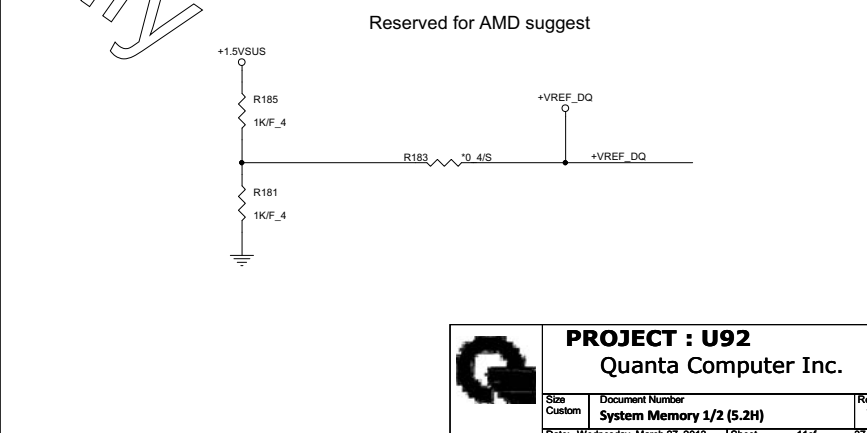 Reserved for AMD suggest
+1.5VSUS
R185
1K/F_4
+VREF_DQ
R183 *0_4/S
+VREF_DQ
R181
1K/F_4
PROJECT : U92
Quanta Computer Inc.
Size
Custom
Document Number
System Memory 1/2 (5.2H)